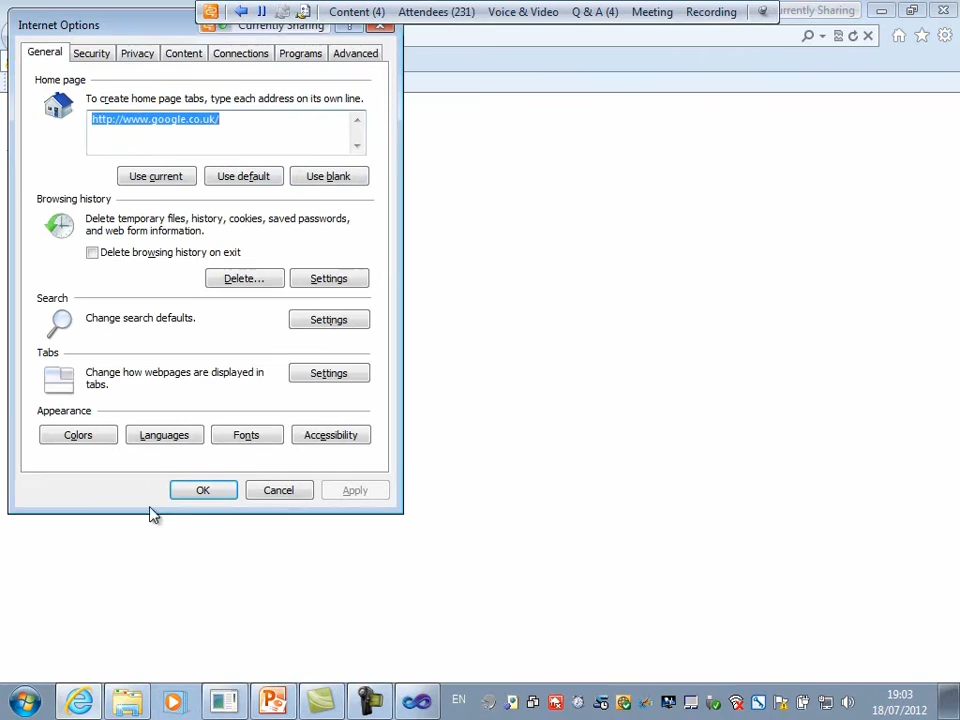 Content (4) Attendees (231) Voice & Video Q & A (4) Meeting Recording
Internet Options
Currently Sharing
General Security Privacy Content Connections Programs Advanced
Home page
To create home page tabs, type each address on its own line.
http://www.google.co.uk/
Use current Use default Use blank
Browsing history
Delete temporary files, history, cookies, saved passwords,
and web form information.
Delete browsing history on exit
Delete... Settings
Search
Change search defaults.
Settings
Tabs
Change how webpages are displayed in
tabs.
Settings
Appearance
Colors Languages Fonts Accessibility
OK Cancel Apply
EN
19:03
18/07/2012